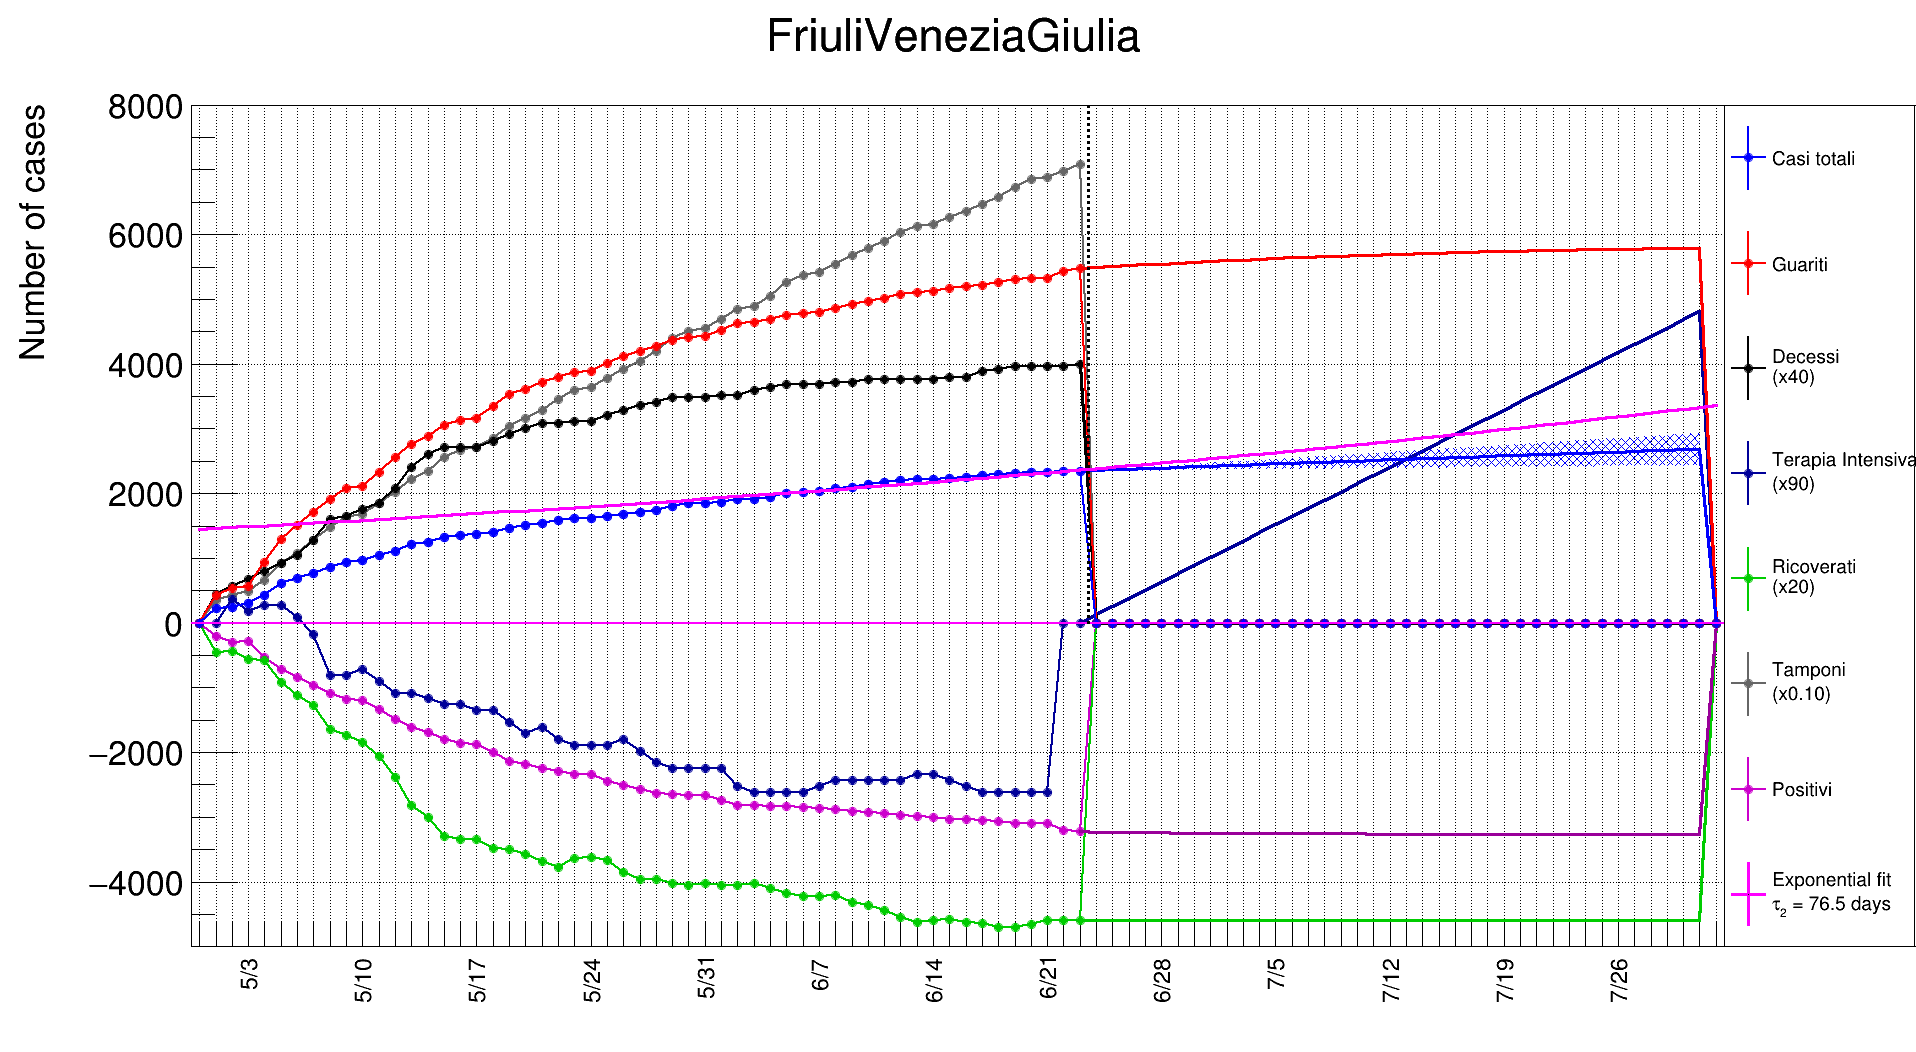 FriuliVeneziaGiulia
Number of cases
8000
6000
4000
2000
0
−2000
−4000
5/3
5/10
5/17
5/24
5/31
6/7
6/14
6/21
6/28
7/5
7/12
7/19
7/26
Casi totali
Guariti
Decessi
(x40)
Terapia Intensiva
(x90)
Ricoverati
(x20)
Tamponi
(x0.10)
Positivi
Exponential fit
τ2 = 76.5 days